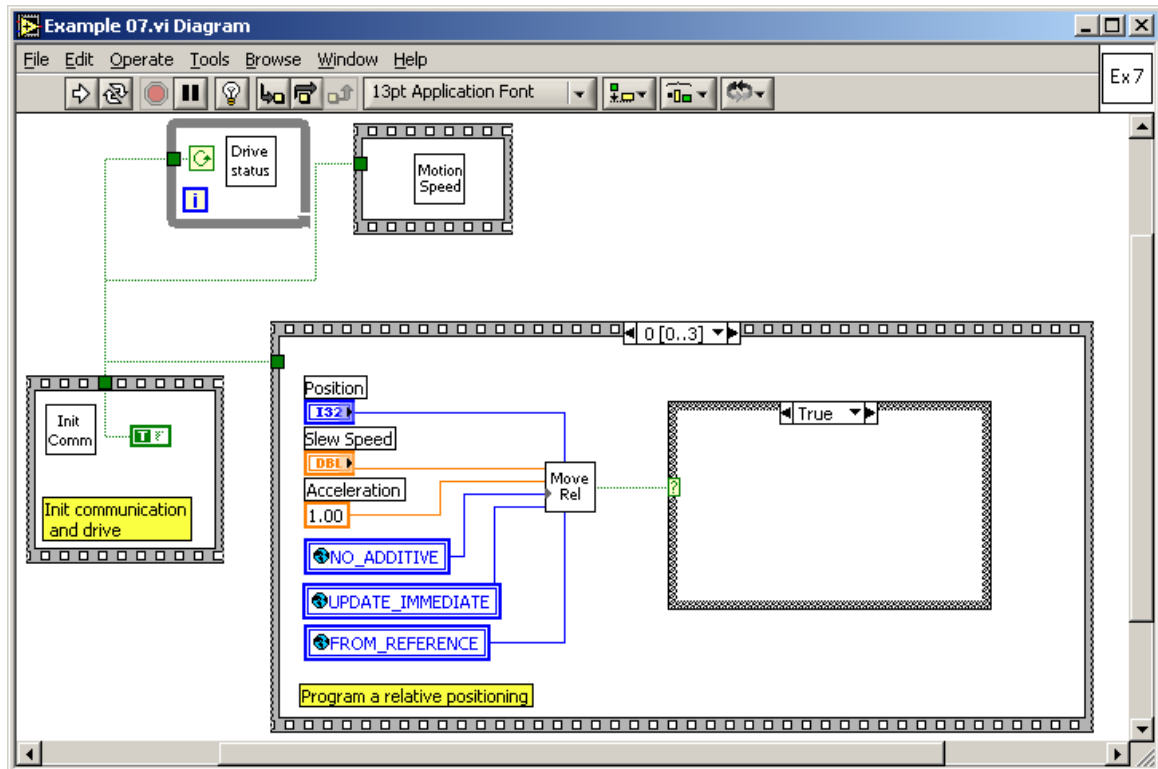 Example 07.vi Diagram
File Edit Operate Tools Browse Window Help
13pt Application Font
Ex 7
Drive
status
i
Motion
Speed
0 [0..3]
Init
Comm
T F
Init communication
and drive
Position
I32
Slew Speed
DBL
Acceleration
1.00
Move
Rel
True
?
NO_ADDITIVE
UPDATE_IMMEDIATE
FROM_REFERENCE
Program a relative positioning